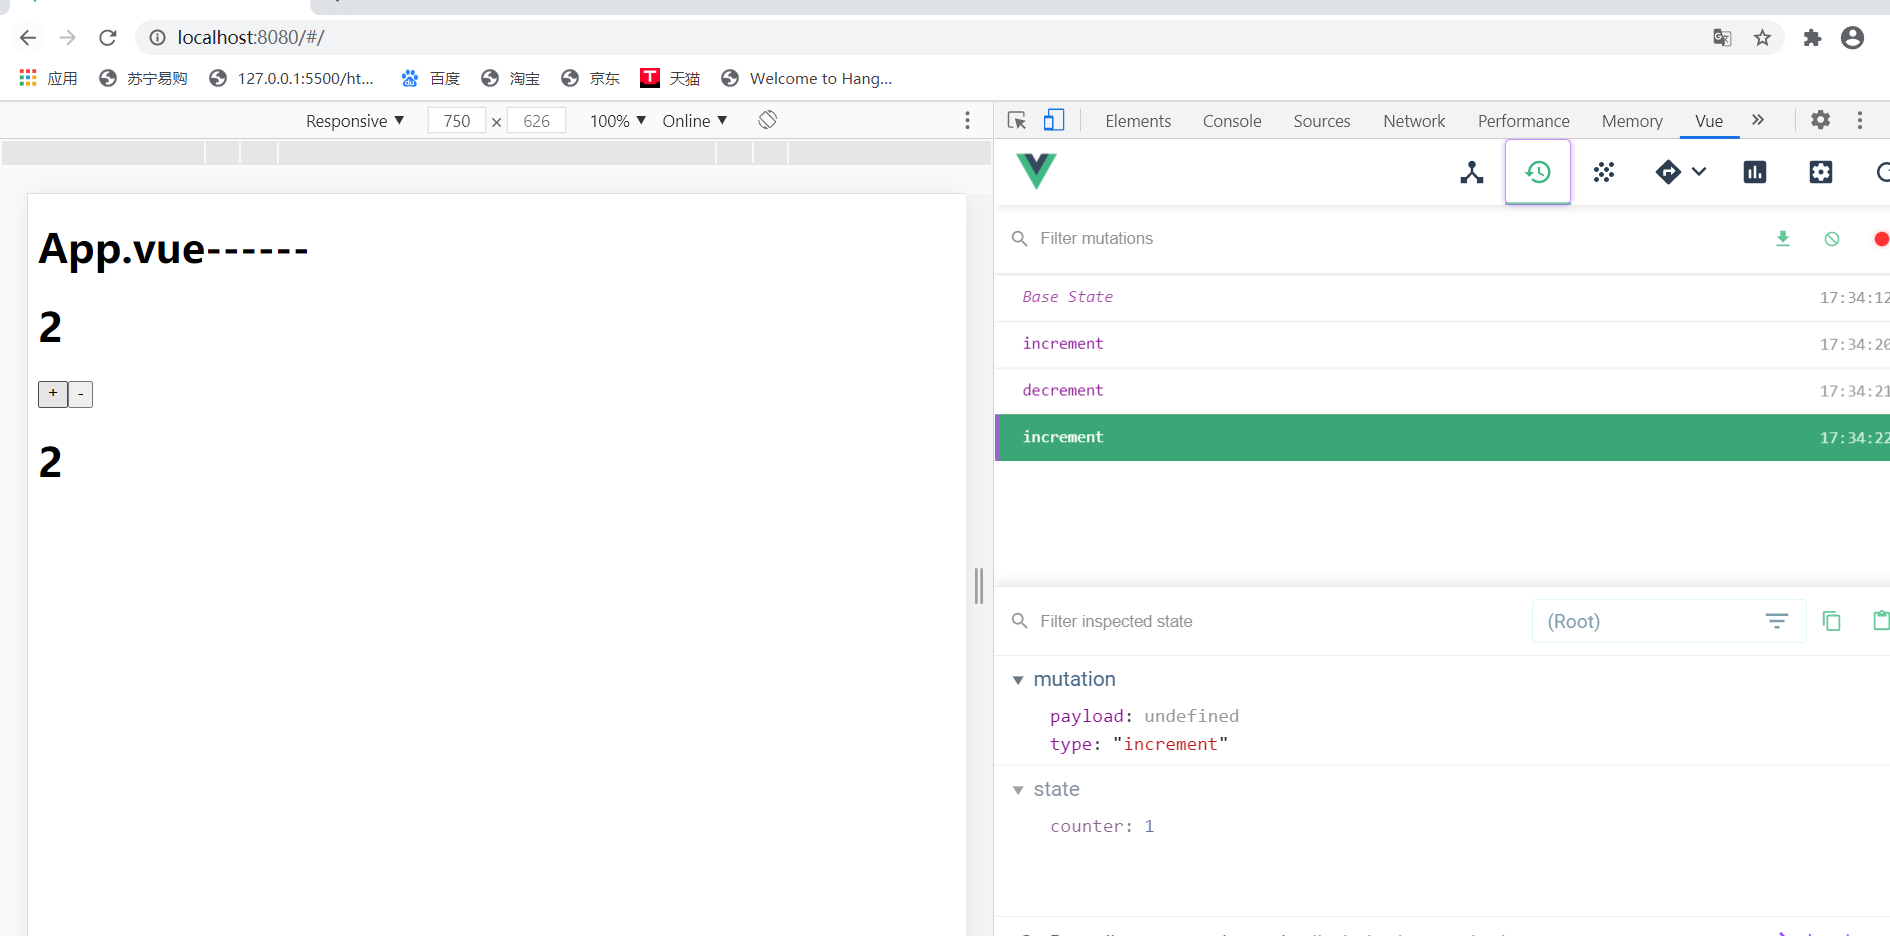 localhost:8080/#/
应用 苏宁易购 127.0.0.1:5500/ht... 百度 淘宝 京东 T 天猫 Welcome to Hang...
Responsive ▼ 750 × 626 100% ▼ Online ▼
Elements Console Sources Network Performance Memory Vue »
App.vue------
2
+ -
2
Filter mutations
Base State 17:34:12
increment 17:34:20
decrement 17:34:21
increment 17:34:22
Filter inspected state (Root)
mutation
payload: undefined
type: "increment"
state
counter: 1